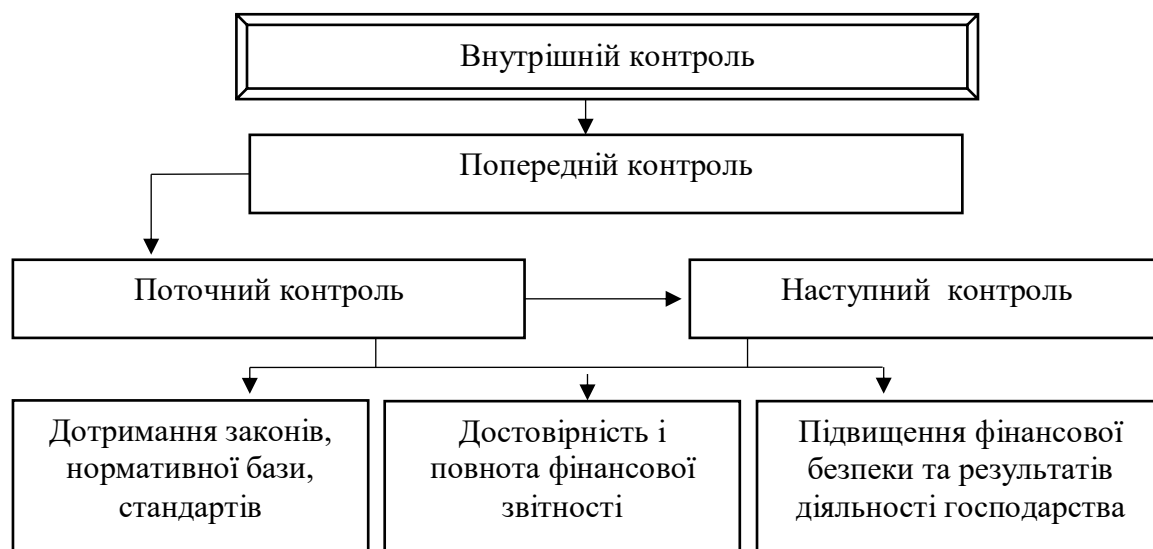 Внутрішній контроль
Попередній контроль
Поточний контроль
Наступний контроль
Дотримання законів,
нормативної бази,
стандартів
Достовірність і
повнота фінансової
звітності
Підвищення фінансової
безпеки та результатів
діяльності господарства